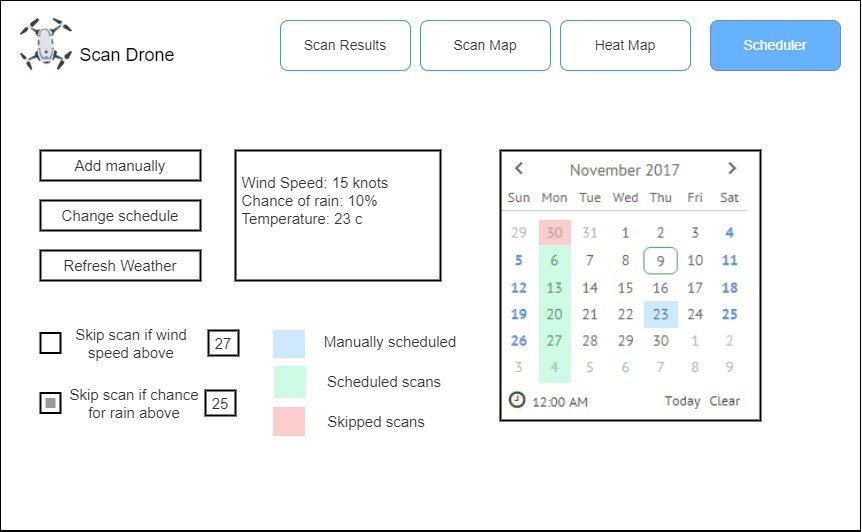 Scan Drone
Scan Results
Scan Map
Heat Map
Scheduler
Add manually
Change schedule
Refresh Weather
Wind Speed: 15 knots
Chance of rain: 10%
Temperature: 23 c
Skip scan if wind
speed above
27
Skip scan if chance
for rain above
25
Manually scheduled
Scheduled scans
Skipped scans
November 2017
Sun Mon Tue Wed Thu Fri Sat
29 30 31 1 2 3 4
5 6 7 8 9 10 11
12 13 14 15 16 17 18
19 20 21 22 23 24 25
26 27 28 29 30 1 2
3 4 5 6 7 8 9
12:00 AM Today Clear